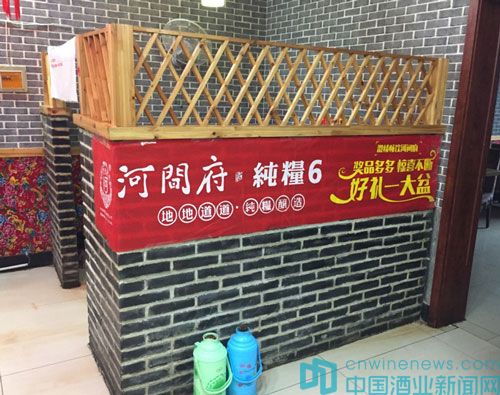 河間府 純糧6
地地道道·純糧釀造
奖品多多 惊喜不断
好礼一大盆
cnwinenews.com
中国酒业新闻网